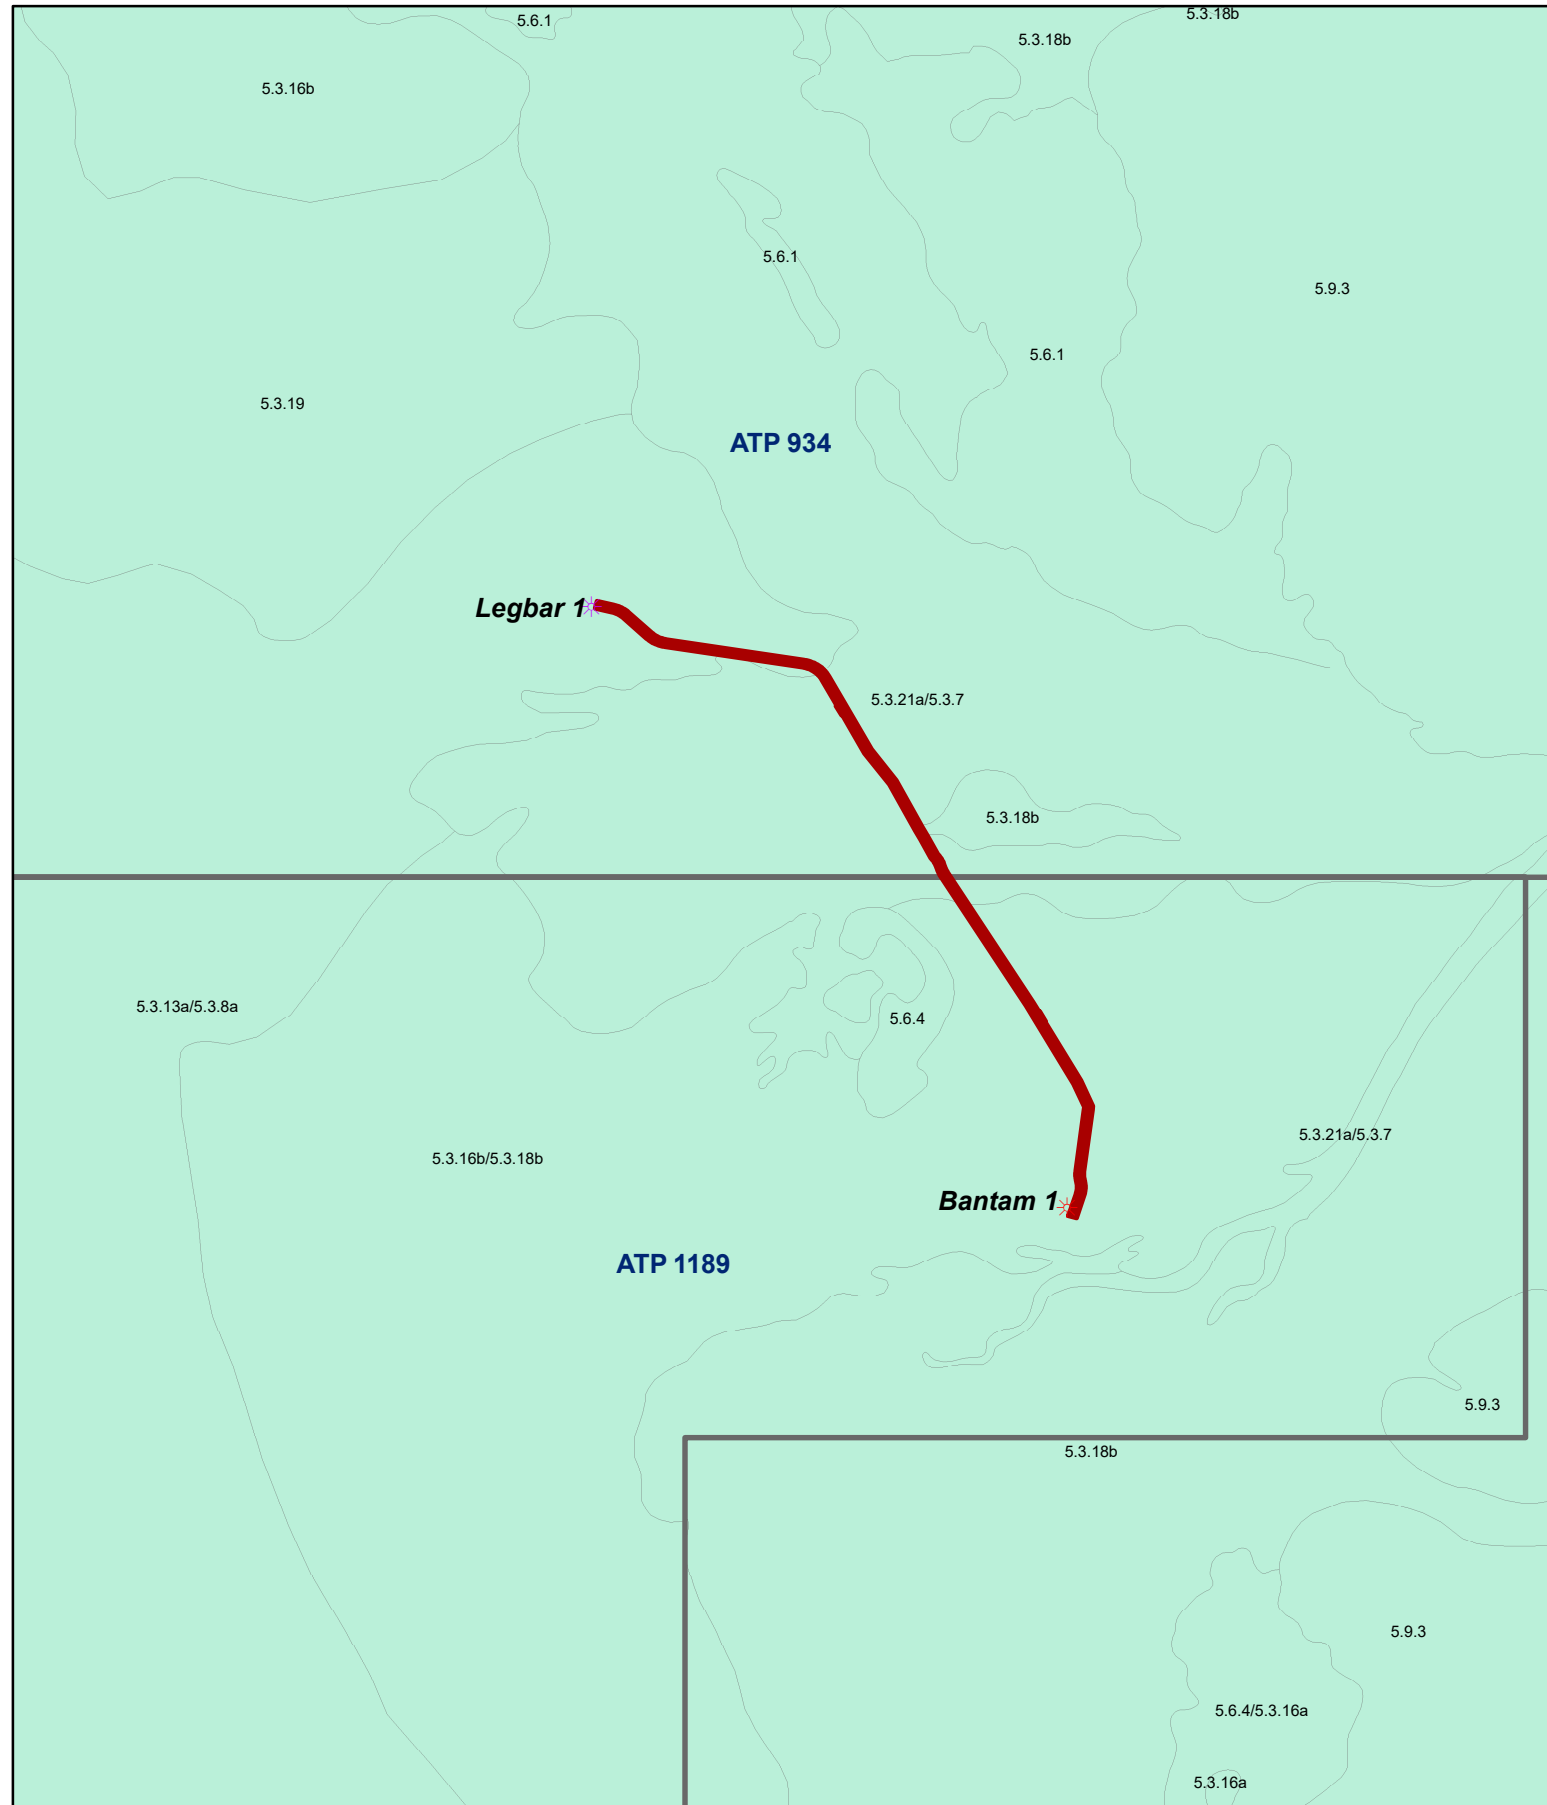 5.3.18b
5.6.1
5.3.18b
5.3.16b
5.6.1
5.9.3
5.6.1
5.3.19
ATP 934
Legbar 1
5.3.21a/5.3.7
5.3.18b
5.3.13a/5.3.8a
5.6.4
5.3.21a/5.3.7
5.3.16b/5.3.18b
Bantam 1
ATP 1189
5.9.3
5.3.18b
5.9.3
5.6.4/5.3.16a
5.3.16a